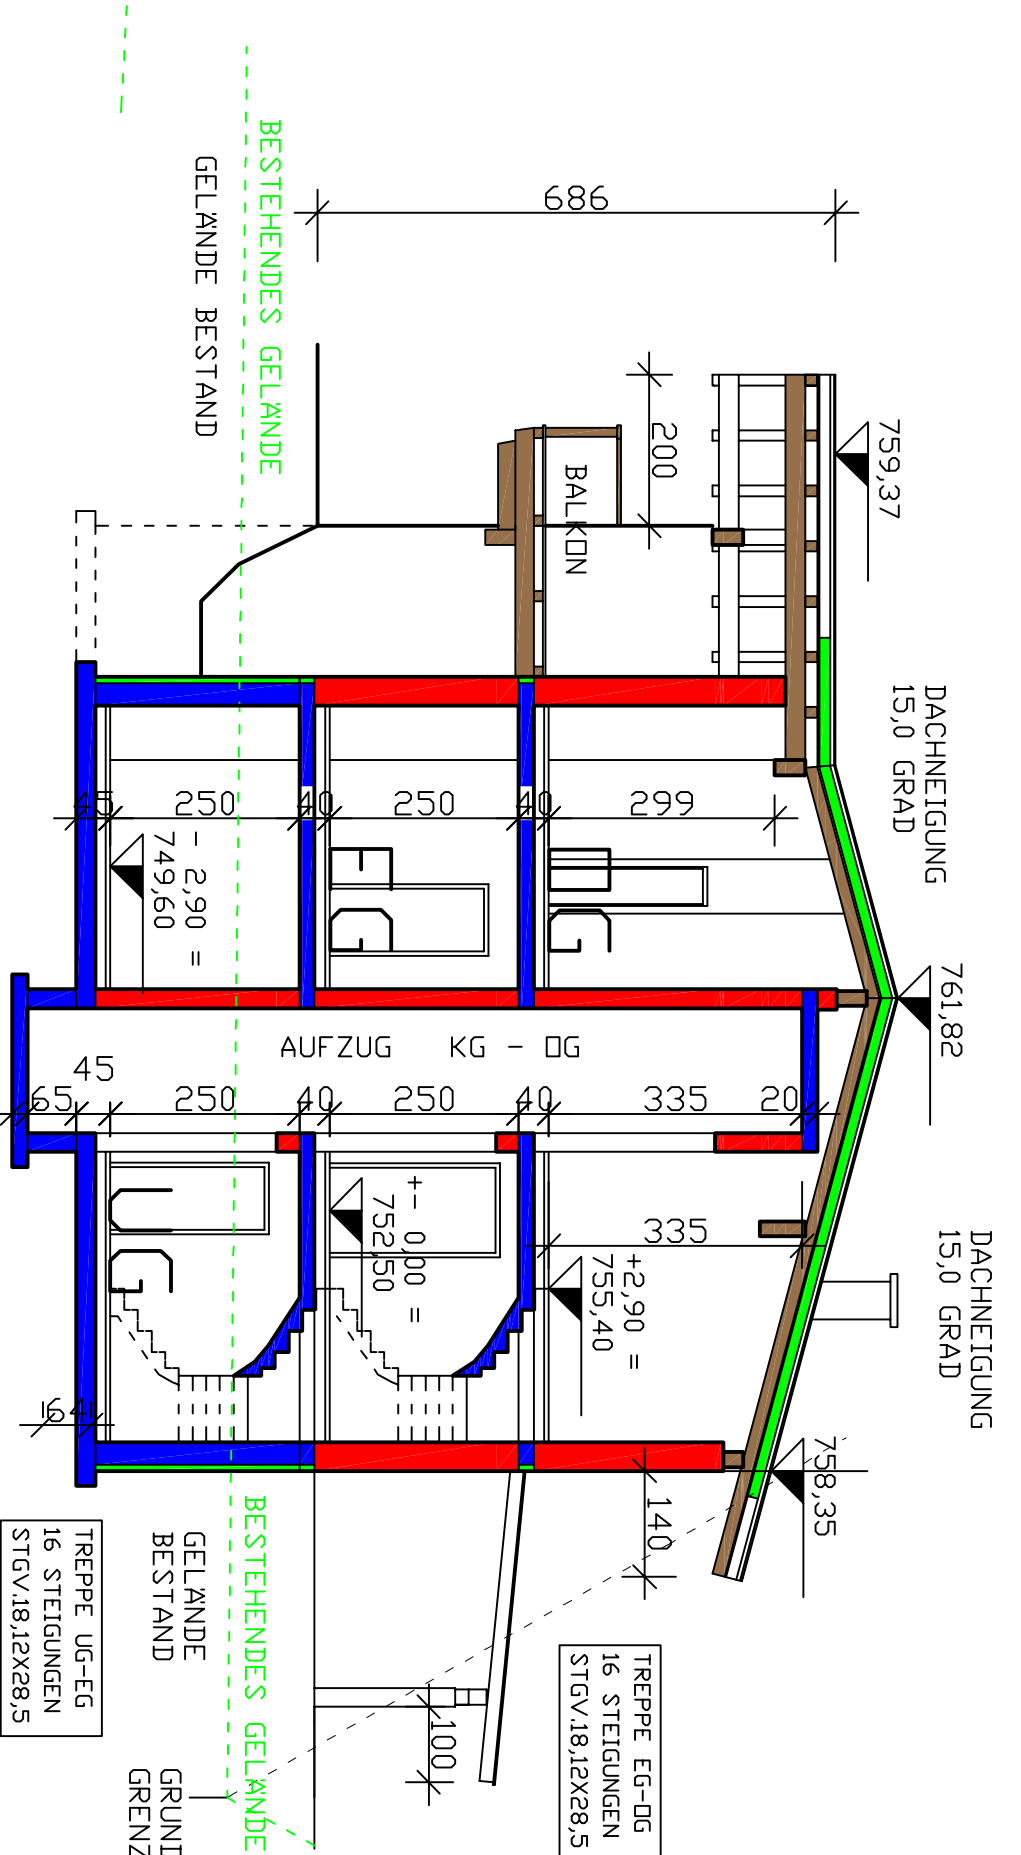 DACHNEIGUNG
15,0 GRAD
DACHNEIGUNG
15,0 GRAD
761,82
759,37
758,35
686
200
BALKON
299
250
250
45
40
40
- 2,90 =
749,60
AUFZUG KG - OG
65
45
250
40
250
40
335
20
335
+2,90 =
755,40
+- 0,00 =
752,50
64
140
100
BESTEHENDES GELÄNDE
GELÄNDE BESTAND
BESTEHENDES GELÄNDE
GELÄNDE
BESTAND
TREPPE EG-OG
16 STEIGUNGEN
STGV.18,12X28,5
TREPPE UG-EG
16 STEIGUNGEN
STGV.18,12X28,5